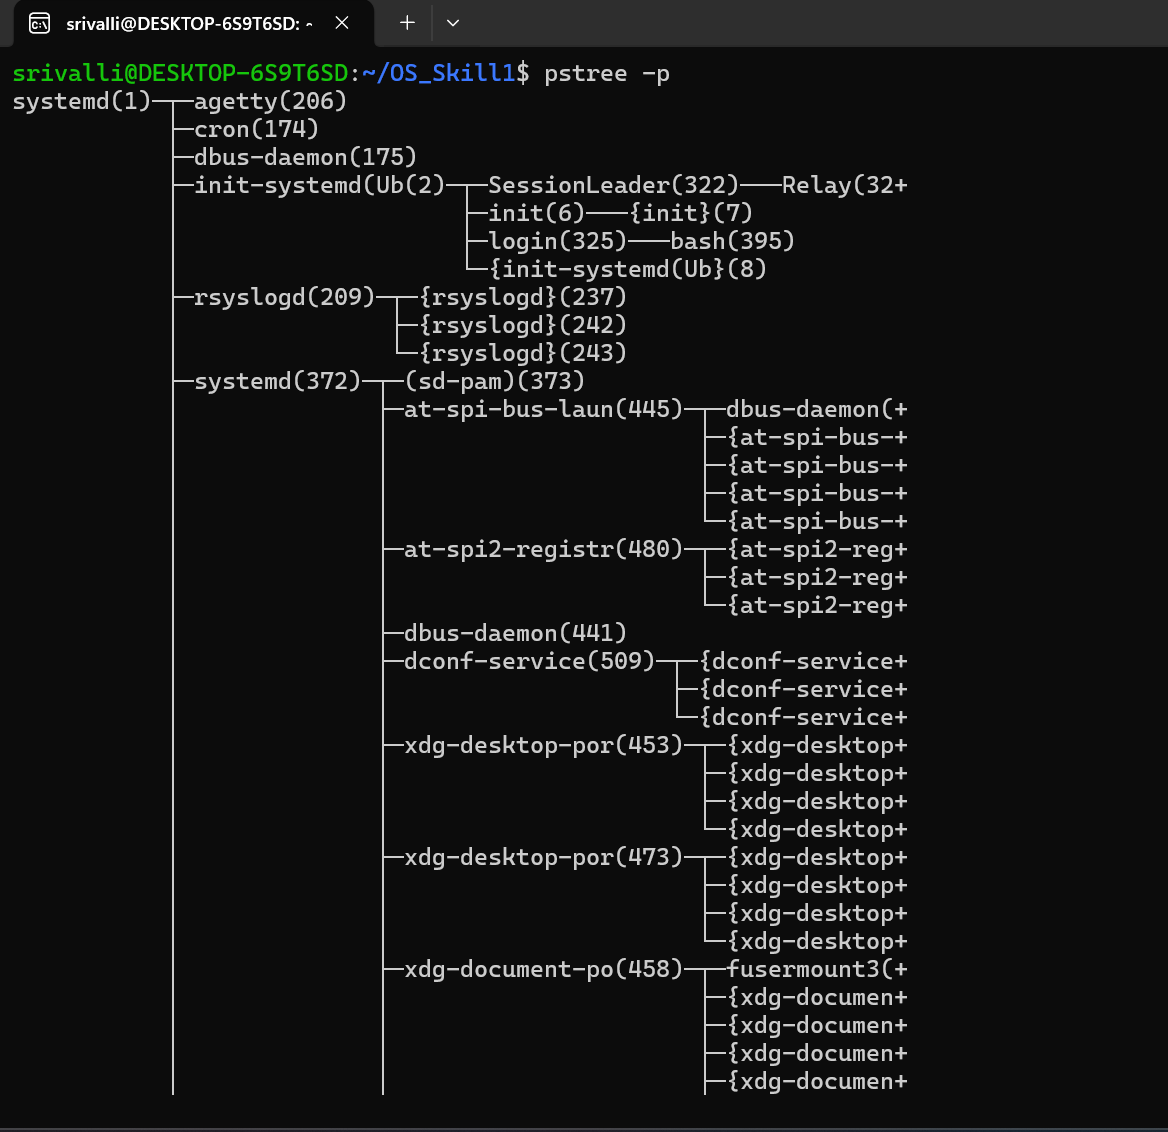 srivalli@DESKTOP-6S9T6SD: ~
srivalli@DESKTOP-6S9T6SD:~/OS_Skill1$ pstree -p
systemd(1)─┬─agetty(206)
           ├─cron(174)
           ├─dbus-daemon(175)
           ├─init-systemd(Ub(2)─┬─SessionLeader(322)───Relay(32+
           │                    ├─init(6)───{init}(7)
           │                    ├─login(325)───bash(395)
           │                    └─{init-systemd(Ub}(8)
           ├─rsyslogd(209)─┬─{rsyslogd}(237)
           │               ├─{rsyslogd}(242)
           │               └─{rsyslogd}(243)
           ├─systemd(372)─┬─(sd-pam)(373)
           │              ├─at-spi-bus-laun(445)─┬─dbus-daemon(+
           │              │                      ├─{at-spi-bus-+
           │              │                      ├─{at-spi-bus-+
           │              │                      ├─{at-spi-bus-+
           │              │                      └─{at-spi-bus-+
           │              ├─at-spi2-registr(480)─┬─{at-spi2-reg+
           │              │                      ├─{at-spi2-reg+
           │              │                      └─{at-spi2-reg+
           │              ├─dbus-daemon(441)
           │              ├─dconf-service(509)─┬─{dconf-service+
           │              │                    ├─{dconf-service+
           │              │                    └─{dconf-service+
           │              ├─xdg-desktop-por(453)─┬─{xdg-desktop+
           │              │                      ├─{xdg-desktop+
           │              │                      ├─{xdg-desktop+
           │              │                      └─{xdg-desktop+
           │              ├─xdg-desktop-por(473)─┬─{xdg-desktop+
           │              │                      ├─{xdg-desktop+
           │              │                      ├─{xdg-desktop+
           │              │                      └─{xdg-desktop+
           │              ├─xdg-document-po(458)─┬─fusermount3(+
           │              │                      ├─{xdg-documen+
           │              │                      ├─{xdg-documen+
           │              │                      ├─{xdg-documen+
           │              │                      ├─{xdg-documen+